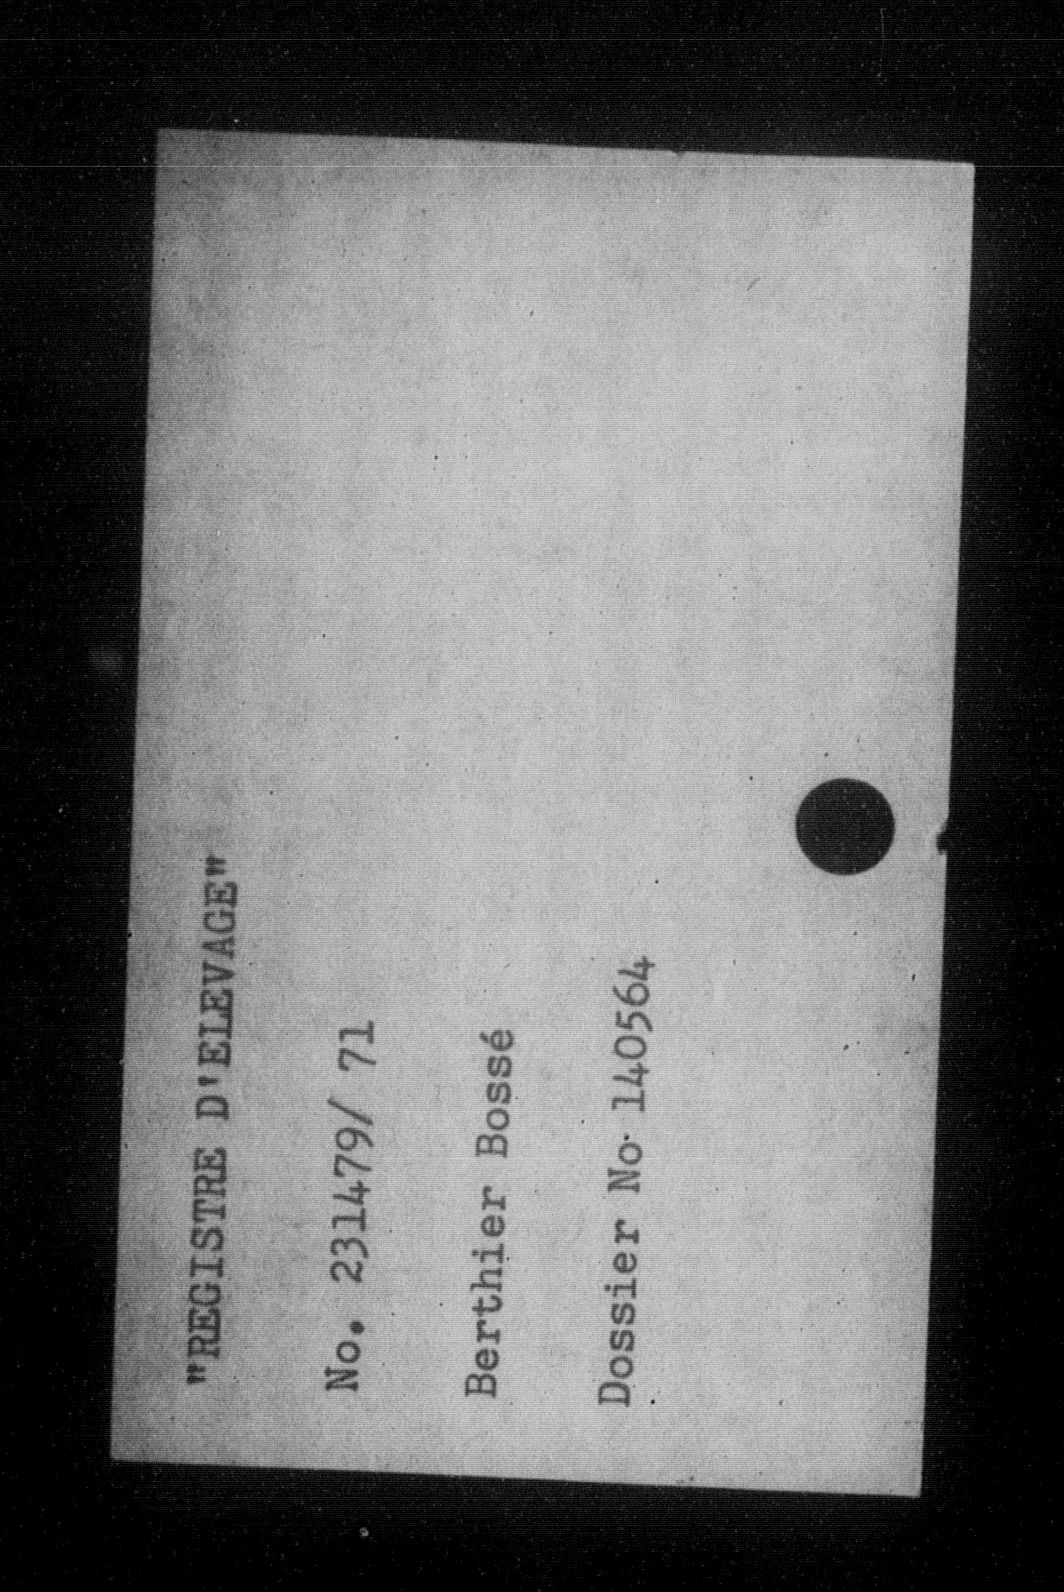 "REGISTRE D'ELEVAGE"
No. 231479/ 71
Berthier Bossé
Dossier No 140564